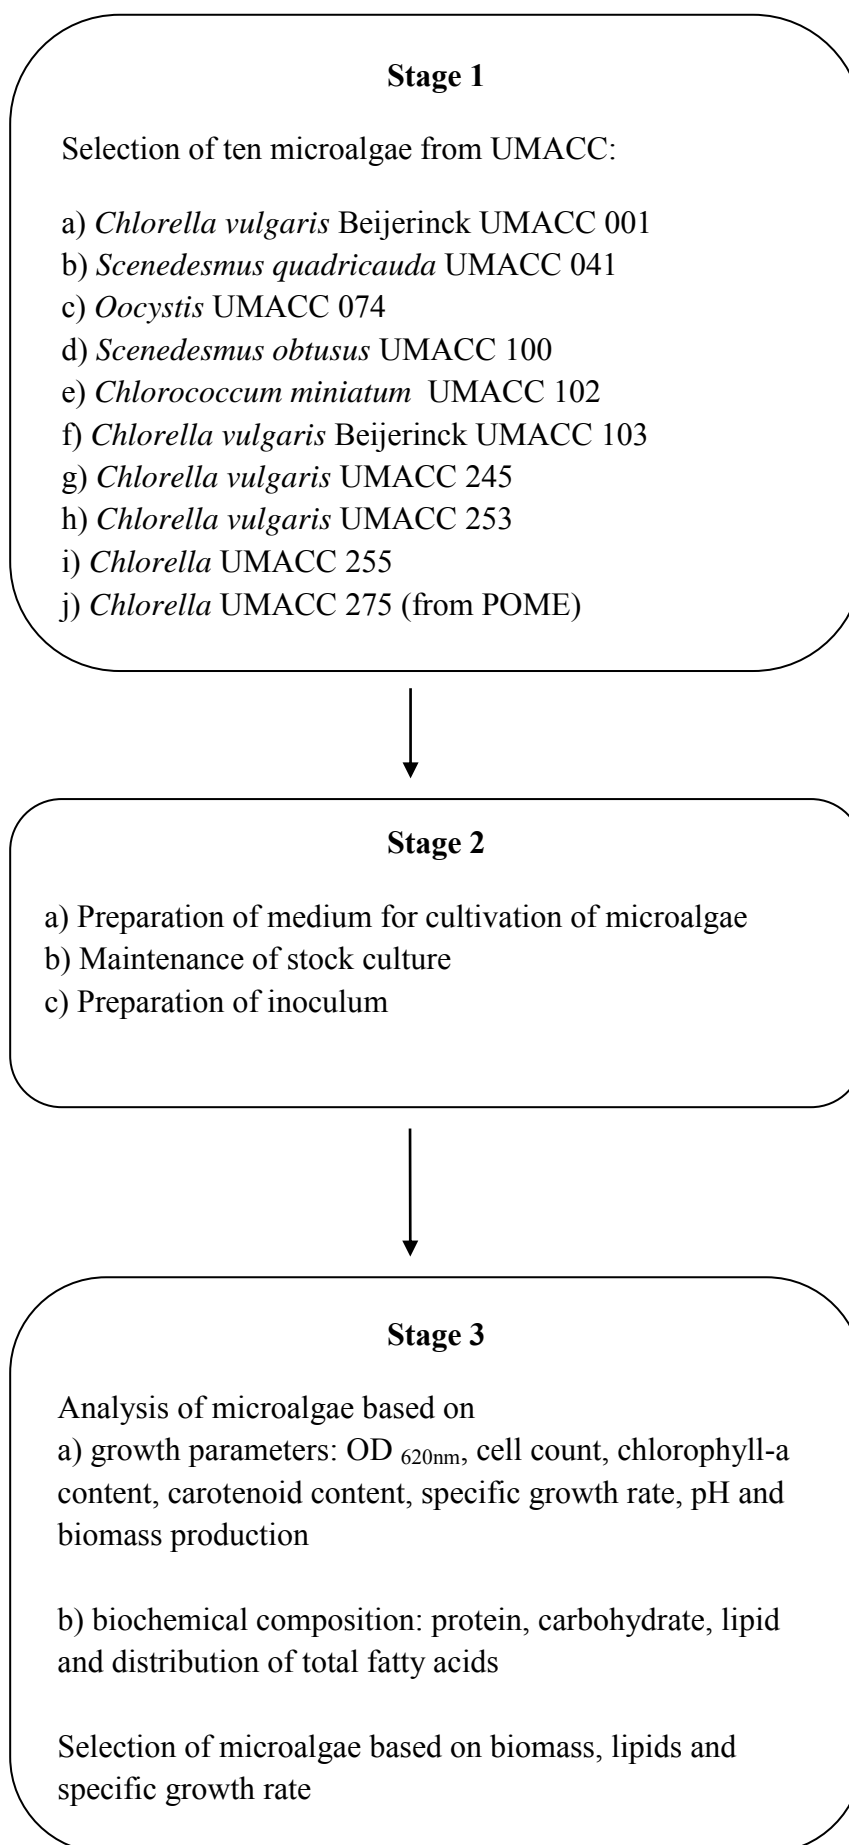 Stage 1
Selection of ten microalgae from UMACC:
a) Chlorella vulgaris Beijerinck UMACC 001
b) Scenedesmus quadricauda UMACC 041
c) Oocystis UMACC 074
d) Scenedesmus obtusus UMACC 100
e) Chlorococcum miniatum  UMACC 102
f) Chlorella vulgaris Beijerinck UMACC 103
g) Chlorella vulgaris UMACC 245
h) Chlorella vulgaris UMACC 253
i) Chlorella UMACC 255
j) Chlorella UMACC 275 (from POME)
Stage 2
a) Preparation of medium for cultivation of microalgae
b) Maintenance of stock culture
c) Preparation of inoculum
Stage 3
Analysis of microalgae based on
a) growth parameters: OD 620nm, cell count, chlorophyll-a
content, carotenoid content, specific growth rate, pH and
biomass production
b) biochemical composition: protein, carbohydrate, lipid
and distribution of total fatty acids
Selection of microalgae based on biomass, lipids and
specific growth rate